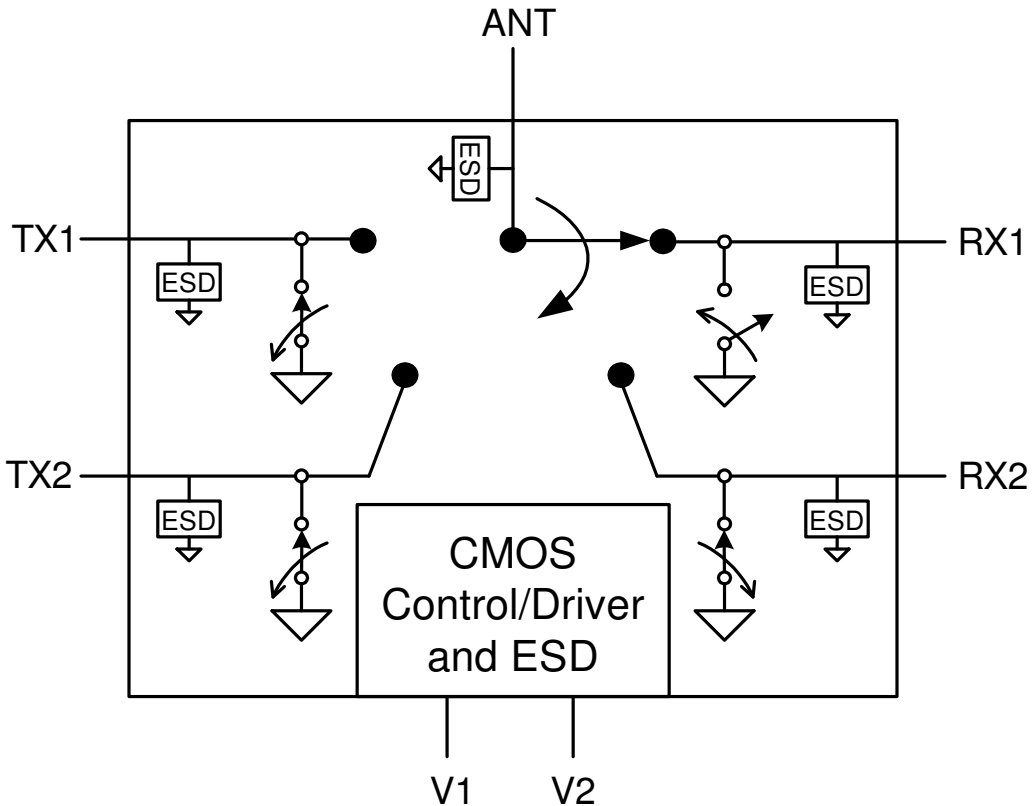 ANT
ESD
TX1
RX1
ESD
ESD
TX2
RX2
ESD
ESD
CMOS
Control/Driver
and ESD
V1
V2